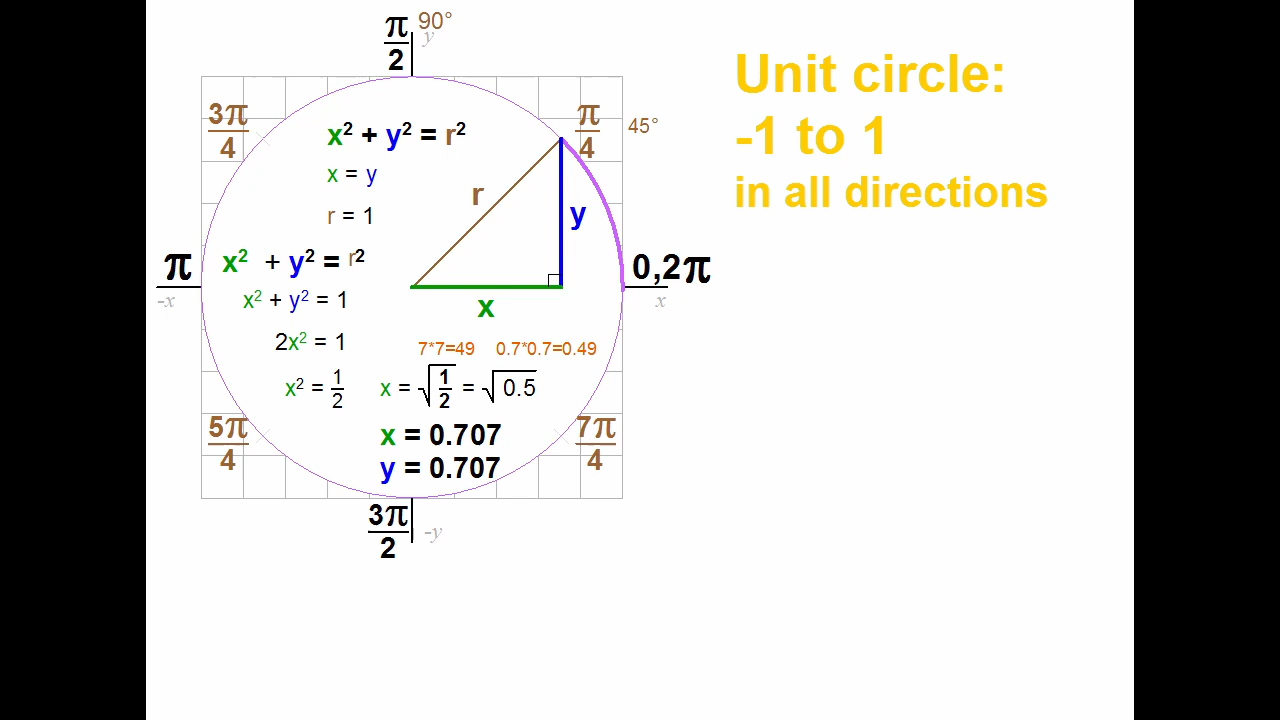 π/2 90°
y
Unit circle:
-1 to 1
in all directions
3π/4
π/4 45°
x² + y² = r²
x = y
r = 1
r
y
x² + y² = r²
π
-x
0,2π
x
x² + y² = 1
x
2x² = 1
7*7=49 0.7*0.7=0.49
x² = 1/2 x = √1/2 = √0.5
x = 0.707
y = 0.707
5π/4
7π/4
3π/2
-y